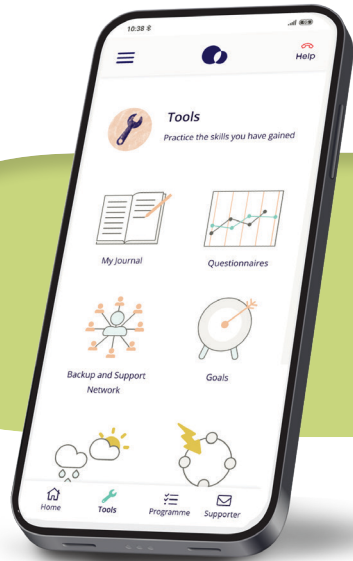 10:38
Help
Tools
Practice the skills you have gained
My Journal
Questionnaires
Backup and Support
Network
Goals
Home
Tools
Programme
Supporter